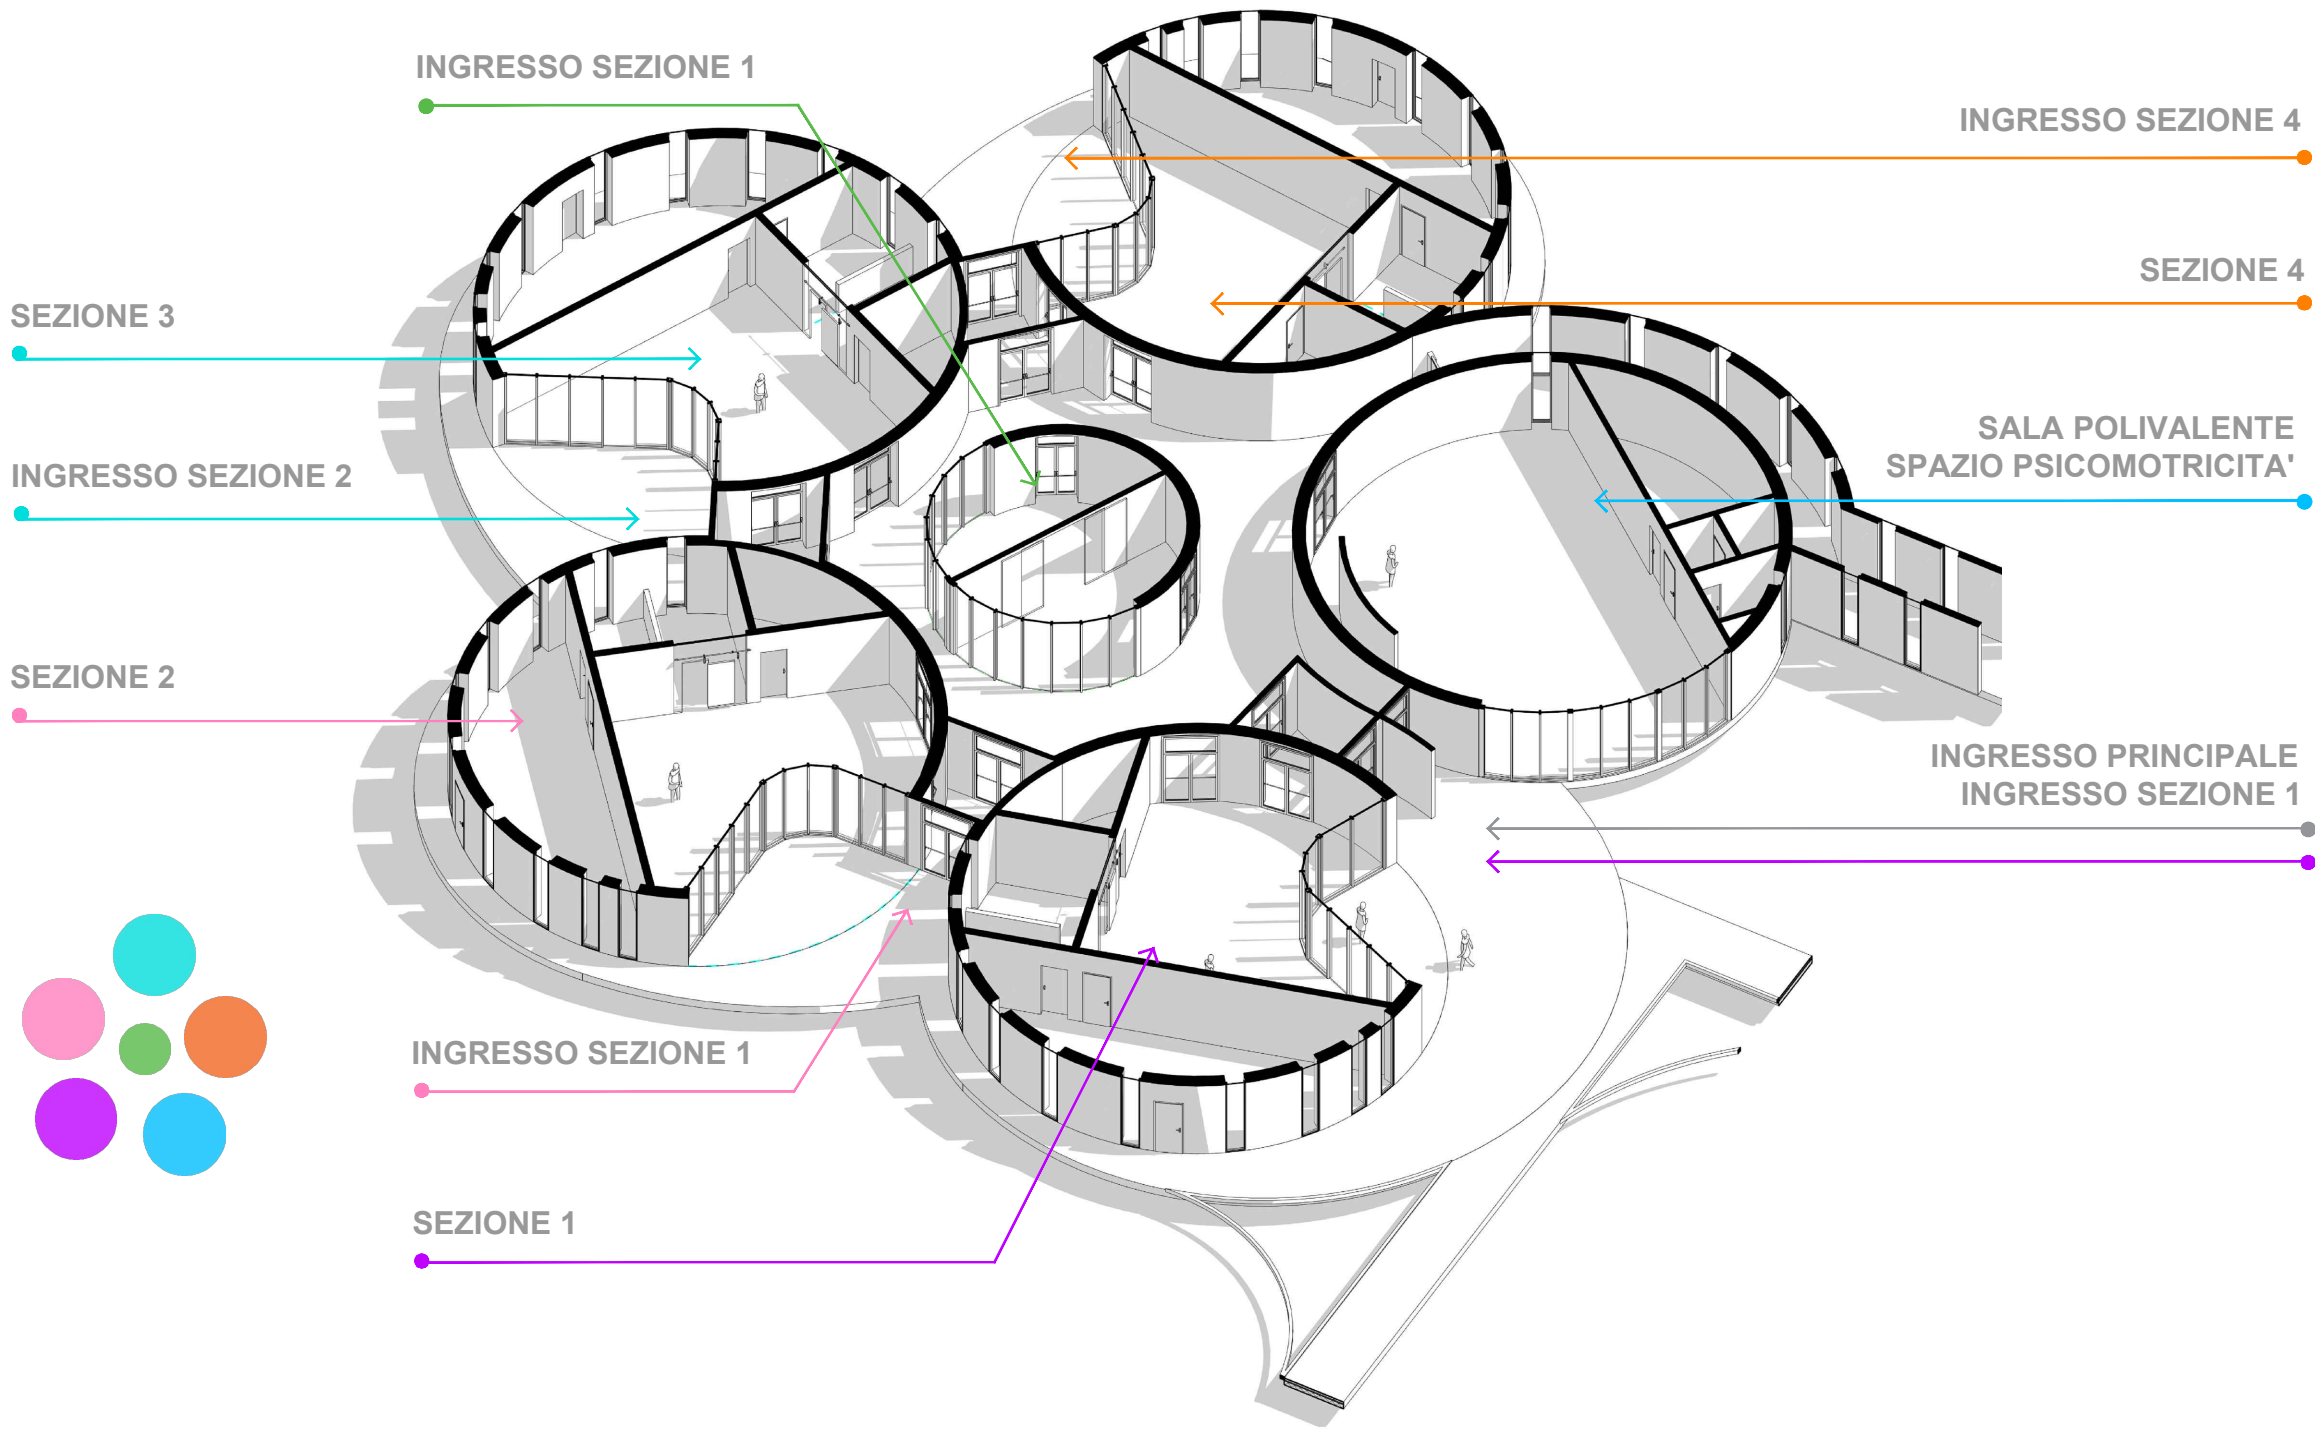 INGRESSO SEZIONE 1
INGRESSO SEZIONE 4
SEZIONE 4
SEZIONE 3
SALA POLIVALENTE
SPAZIO PSICOMOTRICITA'
INGRESSO SEZIONE 2
SEZIONE 2
INGRESSO PRINCIPALE
INGRESSO SEZIONE 1
INGRESSO SEZIONE 1
SEZIONE 1